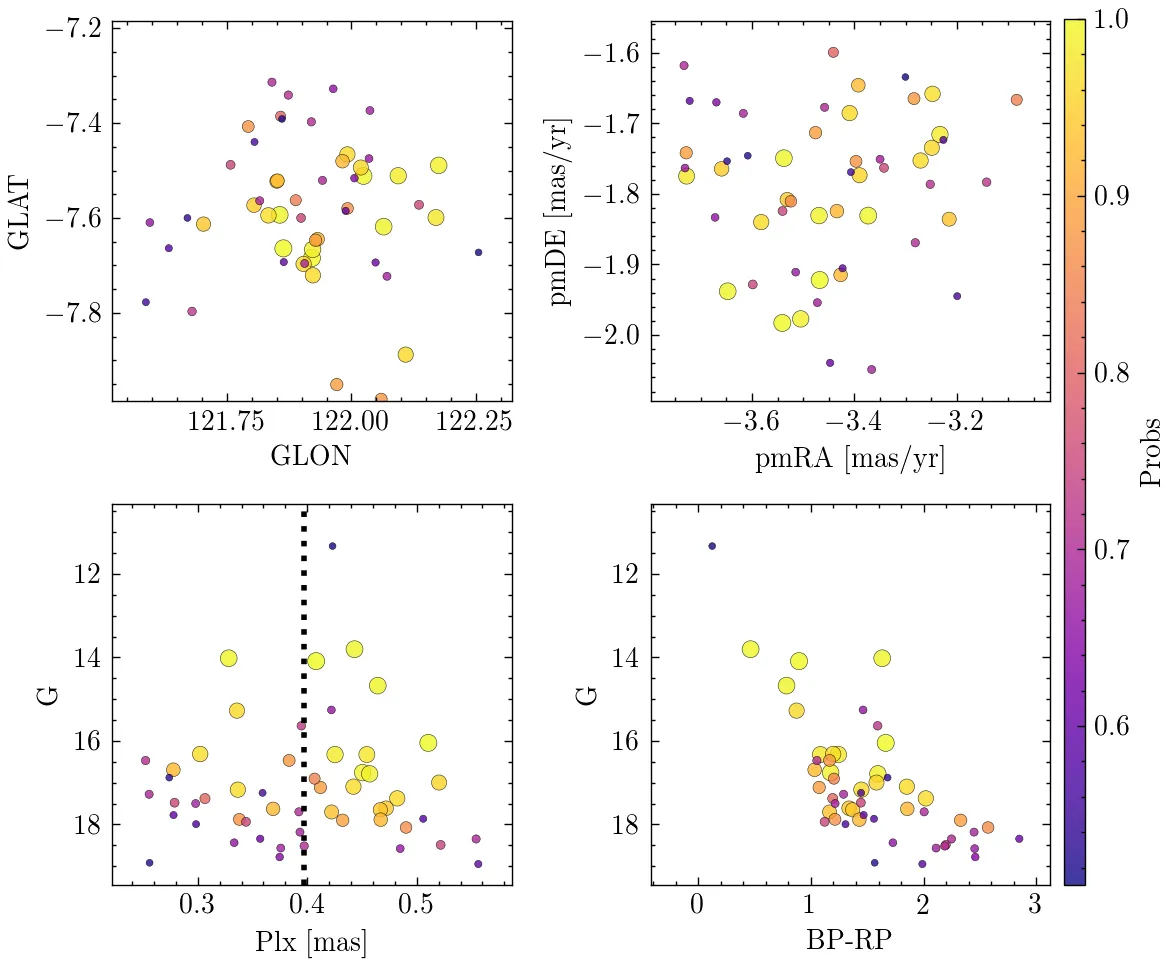 −7.2
−7.4
−7.6
−7.8
GLAT
121.75 122.00 122.25
GLON
−1.6
−1.7
−1.8
−1.9
−2.0
pmDE [mas/yr]
−3.6 −3.4 −3.2
pmRA [mas/yr]
12
14
16
18
G
0.3 0.4 0.5
Plx [mas]
12
14
16
18
G
0 1 2 3
BP-RP
1.0
0.9
0.8
0.7
0.6
Probs